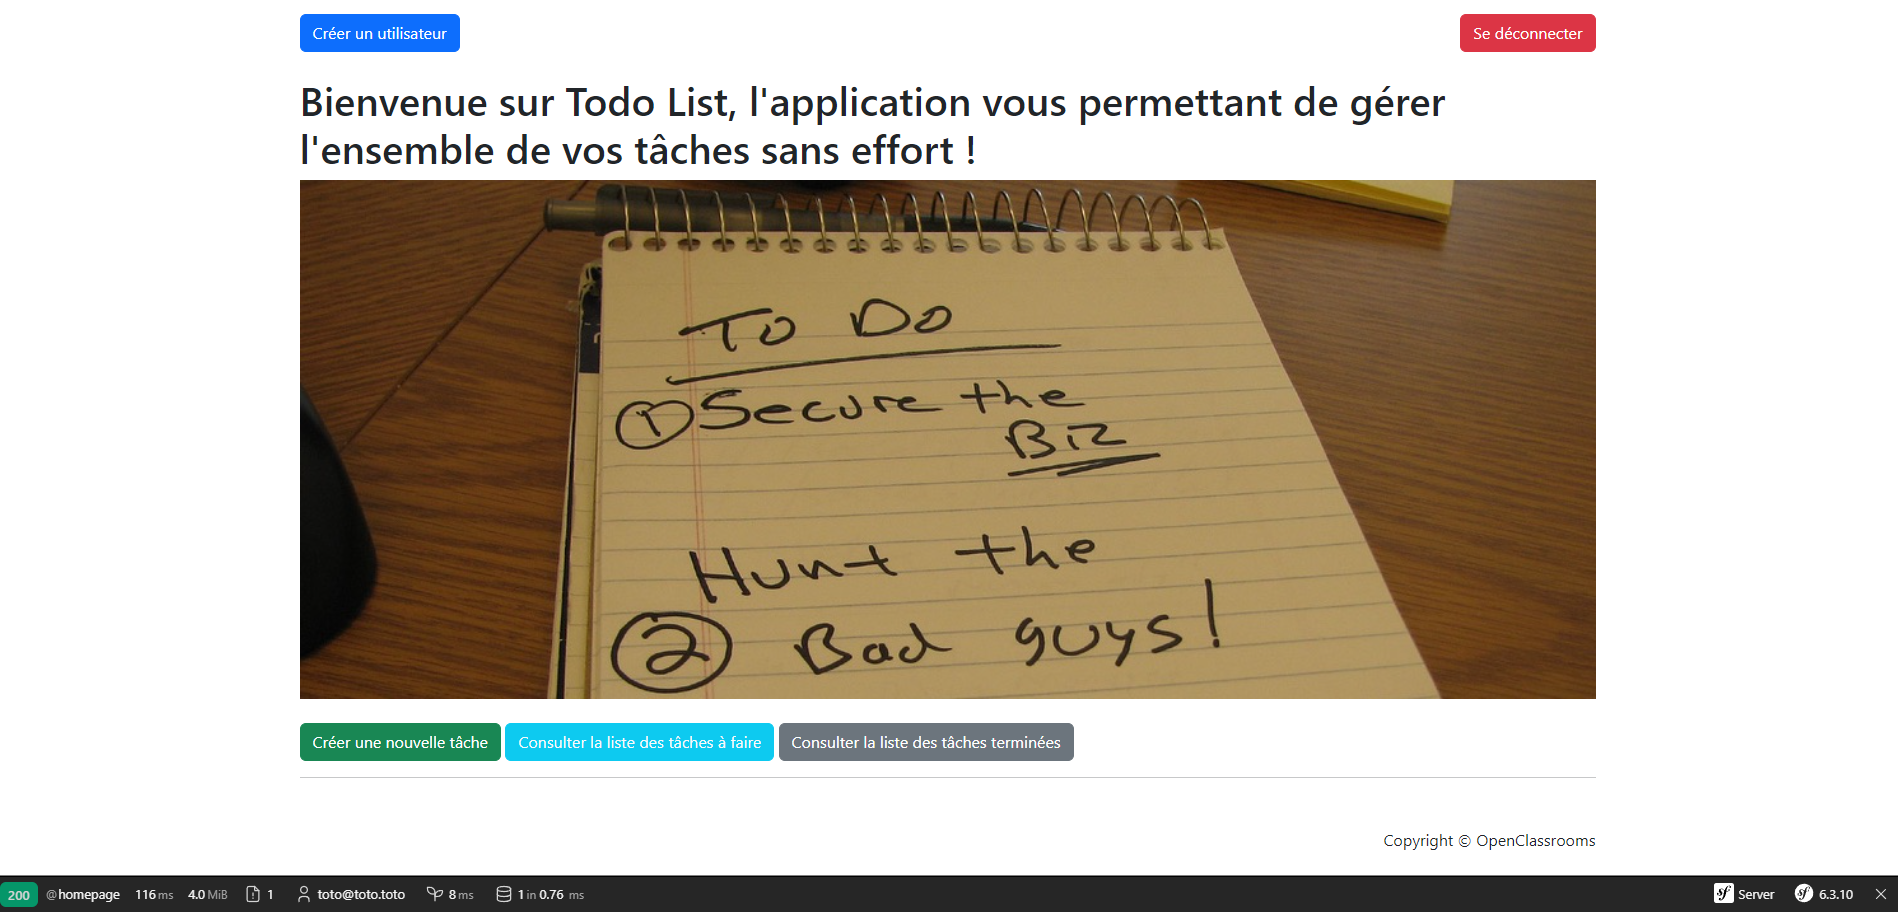 Créer un utilisateur
Se déconnecter
Bienvenue sur Todo List, l'application vous permettant de gérer
l'ensemble de vos tâches sans effort !
To Do
1 Secure the
Biz
Hunt the
2 Bad guys!
Créer une nouvelle tâche
Consulter la liste des tâches à faire
Consulter la liste des tâches terminées
Copyright © OpenClassrooms
200 @homepage 116 ms 4.0 MiB 1 toto@toto.toto 8 ms 1 in 0.76 ms sf Server sf 6.3.10